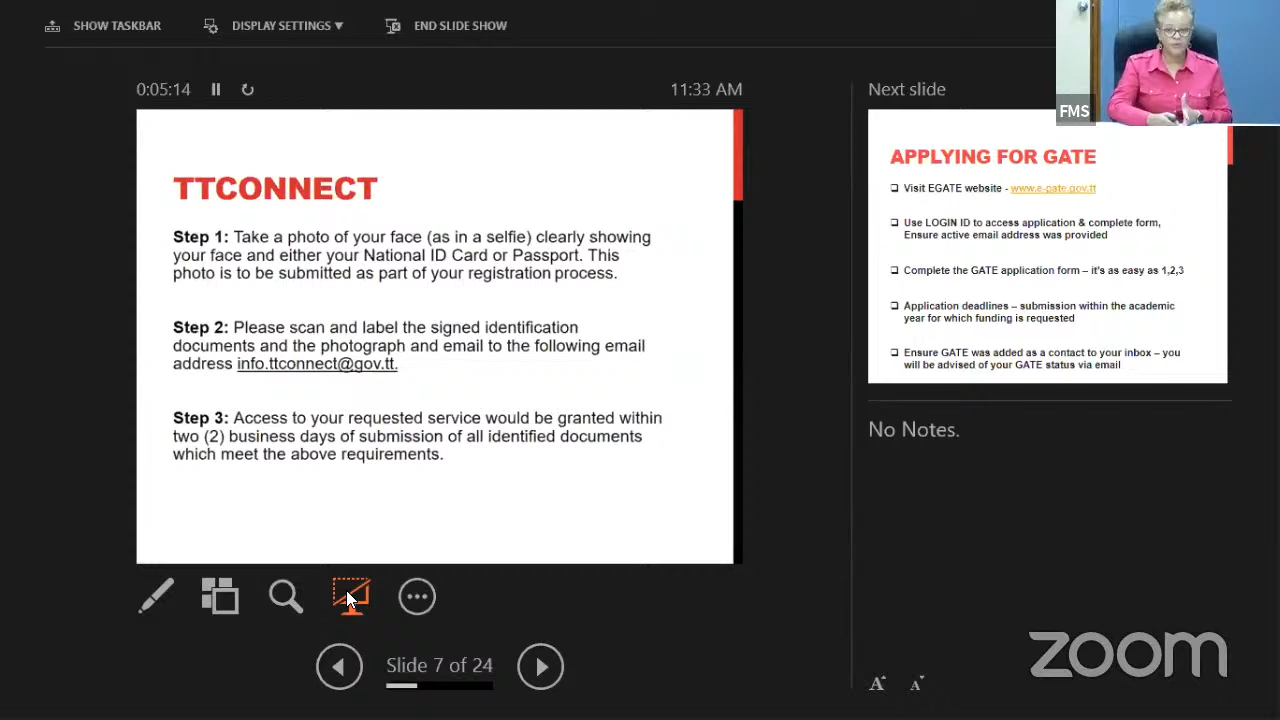 SHOW TASKBAR
DISPLAY SETTINGS ▼
END SLIDE SHOW
0:05:14
11:33 AM
TTCONNECT
Step 1: Take a photo of your face (as in a selfie) clearly showing
your face and either your National ID Card or Passport. This
photo is to be submitted as part of your registration process.
Step 2: Please scan and label the signed identification
documents and the photograph and email to the following email
address info.ttconnect@gov.tt.
Step 3: Access to your requested service would be granted within
two (2) business days of submission of all identified documents
which meet the above requirements.
Slide 7 of 24
FMS
Next slide
APPLYING FOR GATE
Visit EGATE website - www.e-gate.gov.tt
Use LOGIN ID to access application & complete form,
Ensure active email address was provided
Complete the GATE application form – it's as easy as 1,2,3
Application deadlines – submission within the academic
year for which funding is requested
Ensure GATE was added as a contact to your inbox – you
will be advised of your GATE status via email
No Notes.
A A
zoom